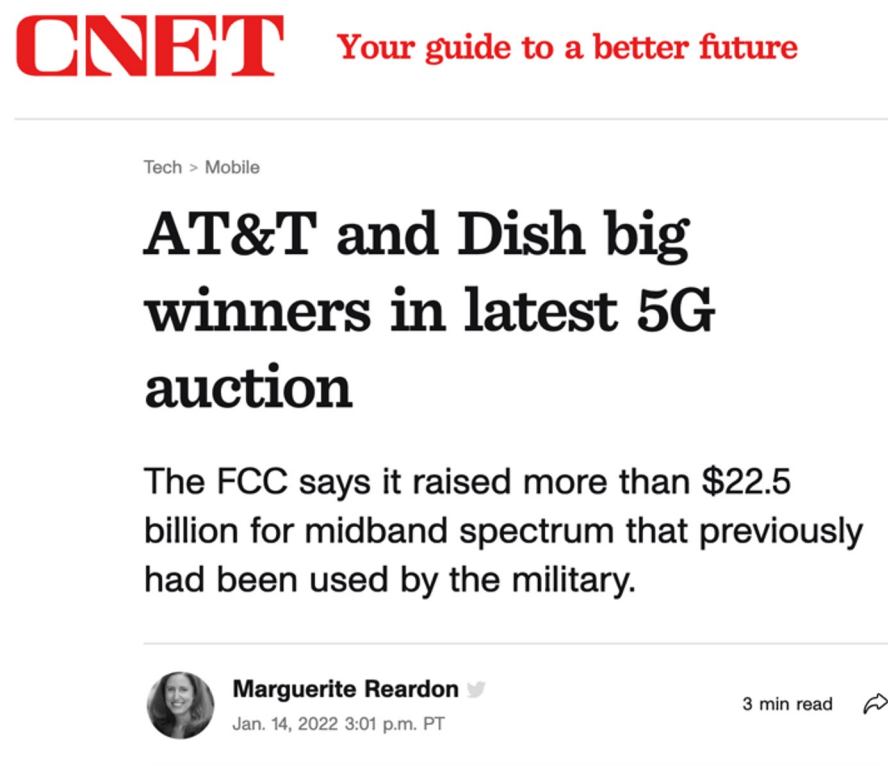 CNET
Your guide to a better future
Tech > Mobile
AT&T and Dish big
winners in latest 5G
auction
The FCC says it raised more than $22.5
billion for midband spectrum that previously
had been used by the military.
Marguerite Reardon
Jan. 14, 2022 3:01 p.m. PT
3 min read